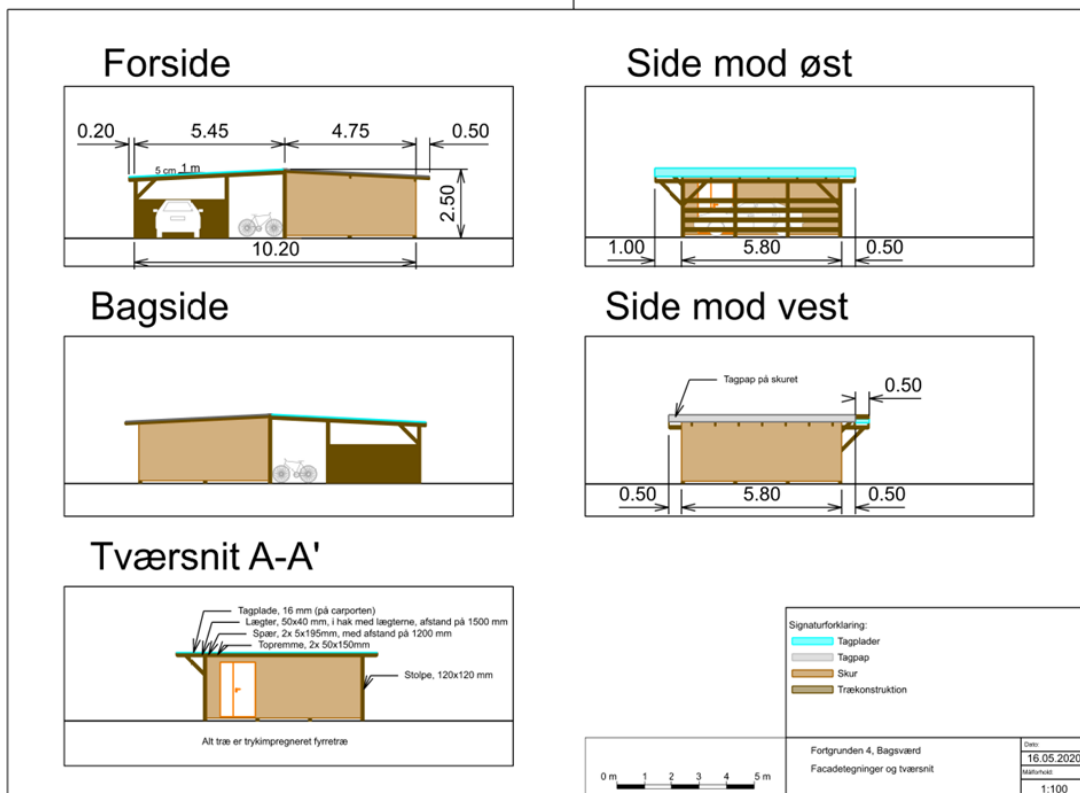 Forside
0.20 5.45 4.75 0.50
5 cm 1 m
2.50
10.20
Side mod øst
1.00 5.80 0.50
Bagside
Side mod vest
Tagpap på skuret
0.50
0.50 5.80 0.50
Tværsnit A-A'
Tagplade, 16 mm (på carporten)
Lægter, 50x40 mm, i hak med lægterne, afstand på 1500 mm
Spær, 2x 5x195mm, med afstand på 1200 mm
Topremme, 2x 50x150mm
Stolpe, 120x120 mm
Alt træ er trykimpregneret fyrretræ
Signaturforklaring:
Tagplader
Tagpap
Skur
Trækonstruktion
0 m 1 2 3 4 5 m
Fortgrunden 4, Bagsværd
Facadetegninger og tværsnit
Dato:
16.05.2020
Målforhold:
1:100